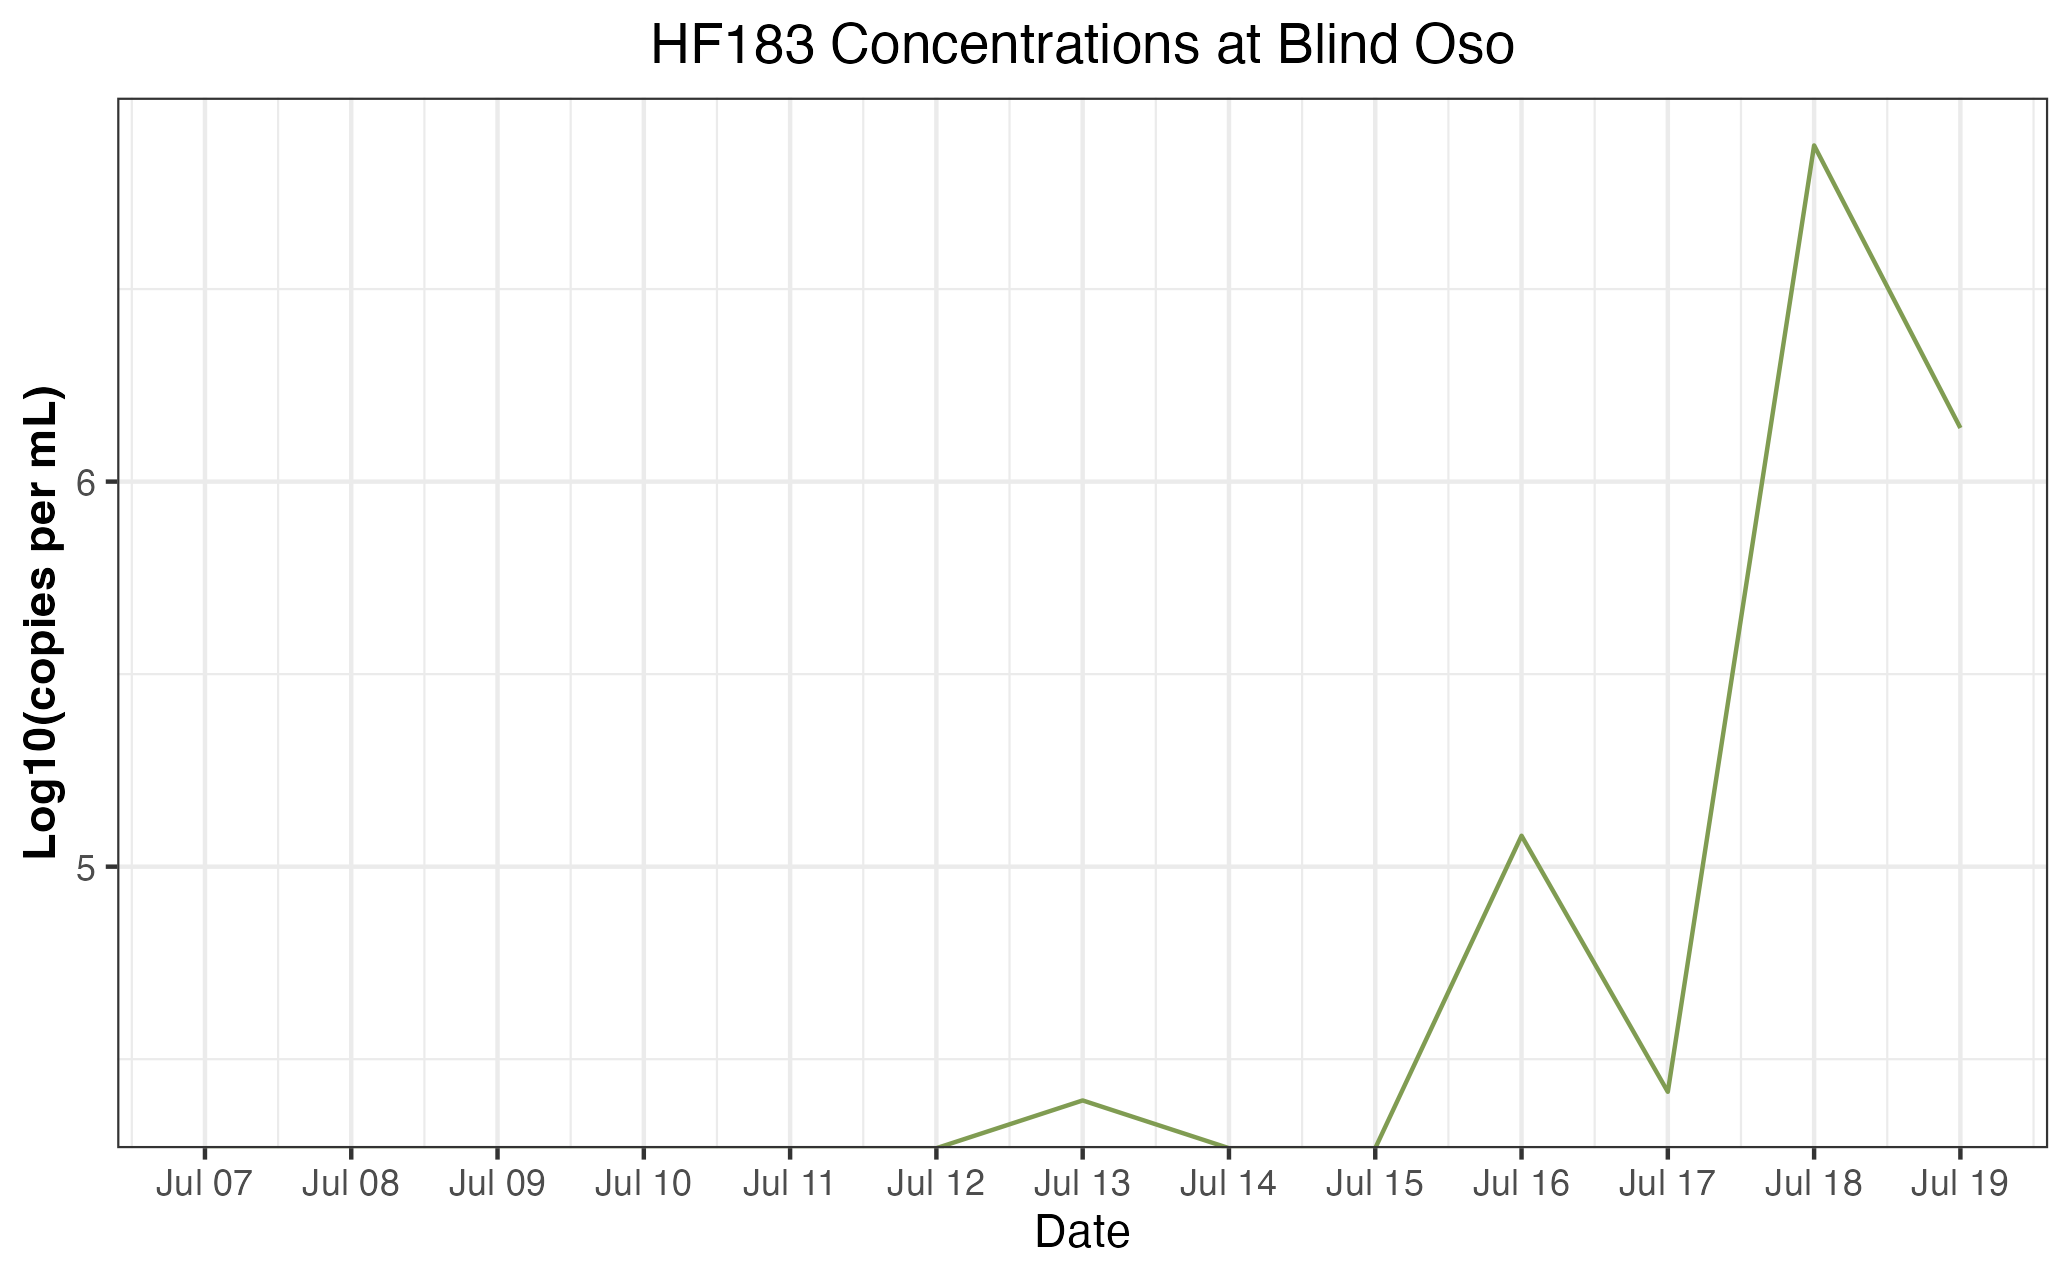 HF183 Concentrations at Blind Oso
Log10(copies per mL)
6
5
Jul 07 Jul 08 Jul 09 Jul 10 Jul 11 Jul 12 Jul 13 Jul 14 Jul 15 Jul 16 Jul 17 Jul 18 Jul 19
Date